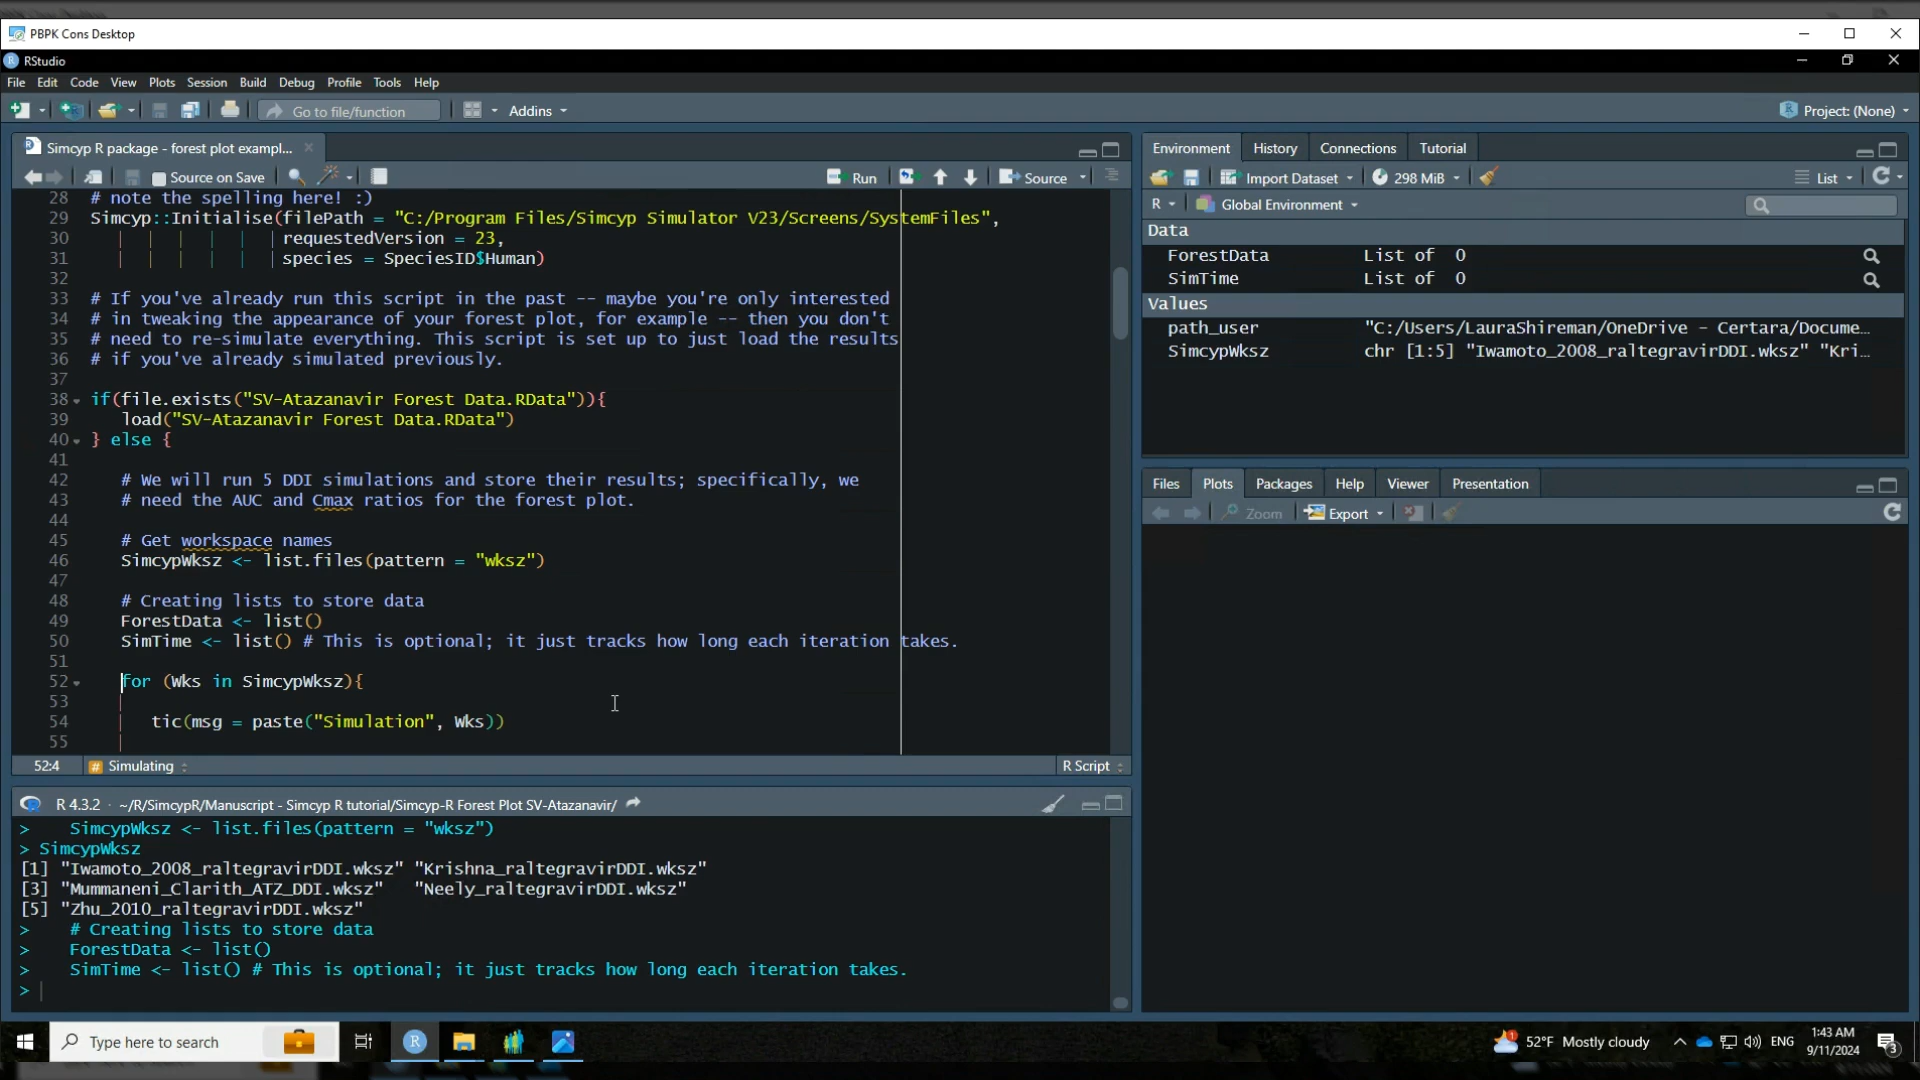 PBPK Cons Desktop
RStudio
File Edit Code View Plots Session Build Debug Profile Tools Help
Go to file/function Addins Project: (None)
Simcyp R package - forest plot exampl...
Source on Save Run Source
28 # note the spelling here! :)
29 Simcyp::Initialise(filePath = "C:/Program Files/Simcyp Simulator V23/Screens/SystemFiles",
30 requestedVersion = 23,
31 species = SpeciesID$Human)
32
33 # If you've already run this script in the past -- maybe you're only interested
34 # in tweaking the appearance of your forest plot, for example -- then you don't
35 # need to re-simulate everything. This script is set up to just load the results
36 # if you've already simulated previously.
37
38 if(file.exists("SV-Atazanavir Forest Data.RData")){
39 load("SV-Atazanavir Forest Data.RData")
40 } else {
41
42 # We will run 5 DDI simulations and store their results; specifically, we
43 # need the AUC and Cmax ratios for the forest plot.
44
45 # Get workspace names
46 SimcypWksz <- list.files(pattern = "wksz")
47
48 # Creating lists to store data
49 ForestData <- list()
50 SimTime <- list() # This is optional; it just tracks how long each iteration takes.
51
52 for (Wks in SimcypWksz){
53
54 tic(msg = paste("Simulation", Wks))
55
52:4 # Simulating R Script
R 4.3.2 · ~/R/SimcypR/Manuscript - Simcyp R tutorial/Simcyp-R Forest Plot SV-Atazanavir/
> SimcypWksz <- list.files(pattern = "wksz")
> SimcypWksz
[1] "Iwamoto_2008_raltegravirDDI.wksz" "Krishna_raltegravirDDI.wksz"
[3] "Mummaneni_Clarith_ATZ_DDI.wksz" "Neely_raltegravirDDI.wksz"
[5] "Zhu_2010_raltegravirDDI.wksz"
> # Creating lists to store data
> ForestData <- list()
> SimTime <- list() # This is optional; it just tracks how long each iteration takes.
>
Environment History Connections Tutorial
Import Dataset 298 MiB List
R Global Environment
Data
ForestData List of 0
SimTime List of 0
Values
path_user "C:/Users/LauraShireman/OneDrive - Certara/Docume…
SimcypWksz chr [1:5] "Iwamoto_2008_raltegravirDDI.wksz" "Kri…
Files Plots Packages Help Viewer Presentation
Zoom Export
Type here to search
52°F Mostly cloudy ENG 1:43 AM
9/11/2024 3